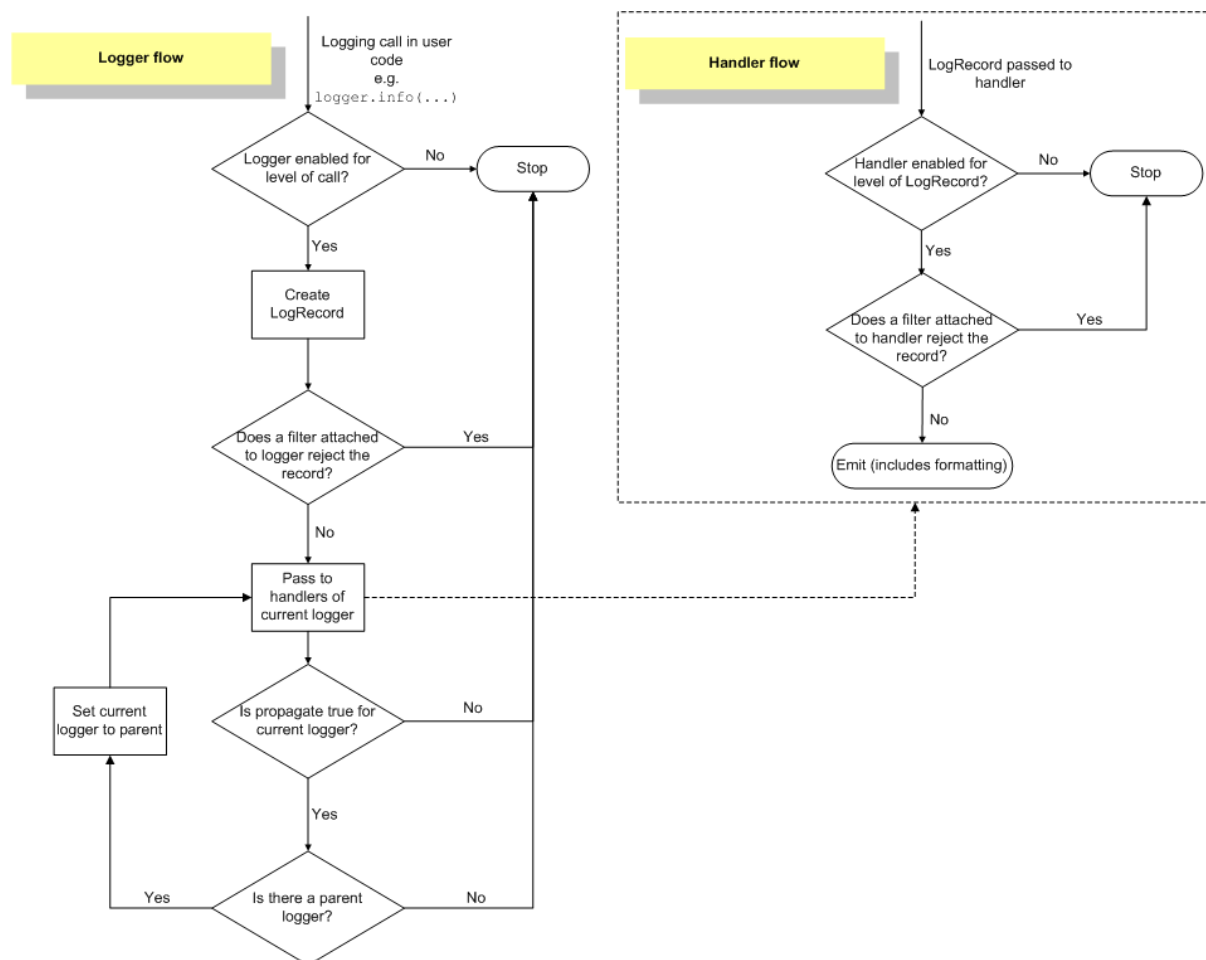 Logger flow
Logging call in user
code
e.g.
logger.info(...)
Logger enabled for
level of call?
No
Stop
Yes
Create
LogRecord
Does a filter attached
to logger reject the
record?
Yes
No
Pass to
handlers of
current logger
Set current
logger to parent
Is propagate true for
current logger?
No
Yes
Is there a parent
logger?
Yes
No
Handler flow
LogRecord passed to
handler
Handler enabled for
level of LogRecord?
No
Stop
Yes
Does a filter attached
to handler reject the
record?
Yes
No
Emit (includes formatting)